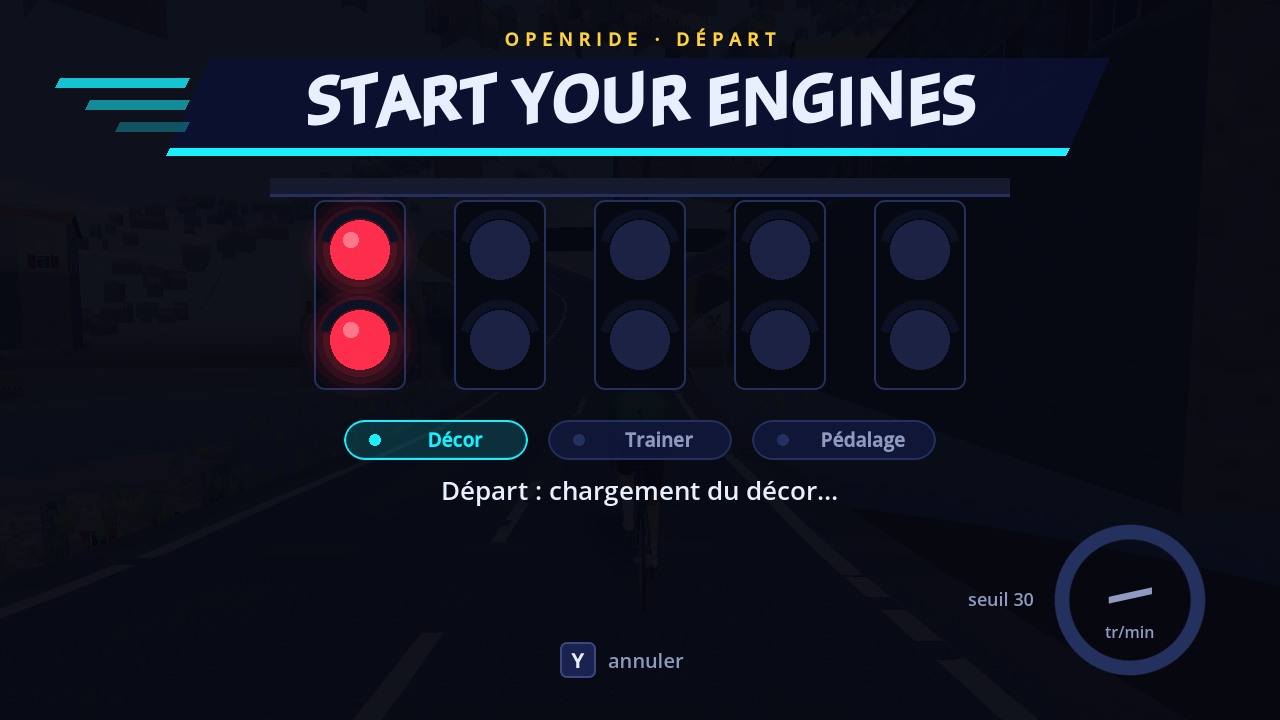 OPENRIDE · DÉPART
START YOUR ENGINES
Décor
Trainer
Pédalage
Départ : chargement du décor...
seuil 30
—
tr/min
Y annuler